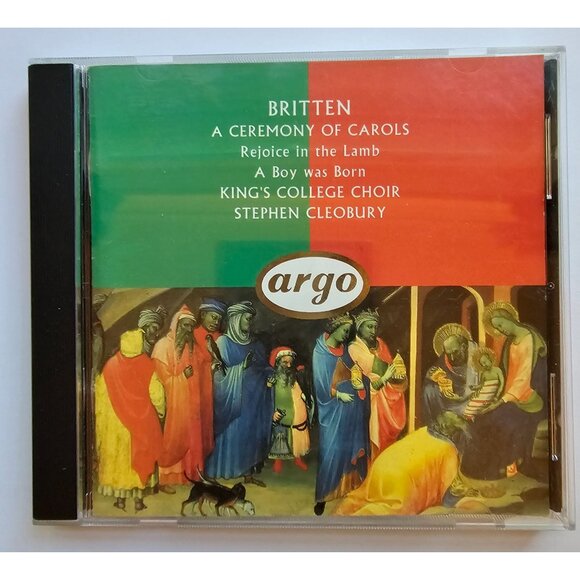 BRITTEN
A CEREMONY OF CAROLS
Rejoice in the Lamb
A Boy was Born
KING'S COLLEGE CHOIR
STEPHEN CLEOBURY
argo